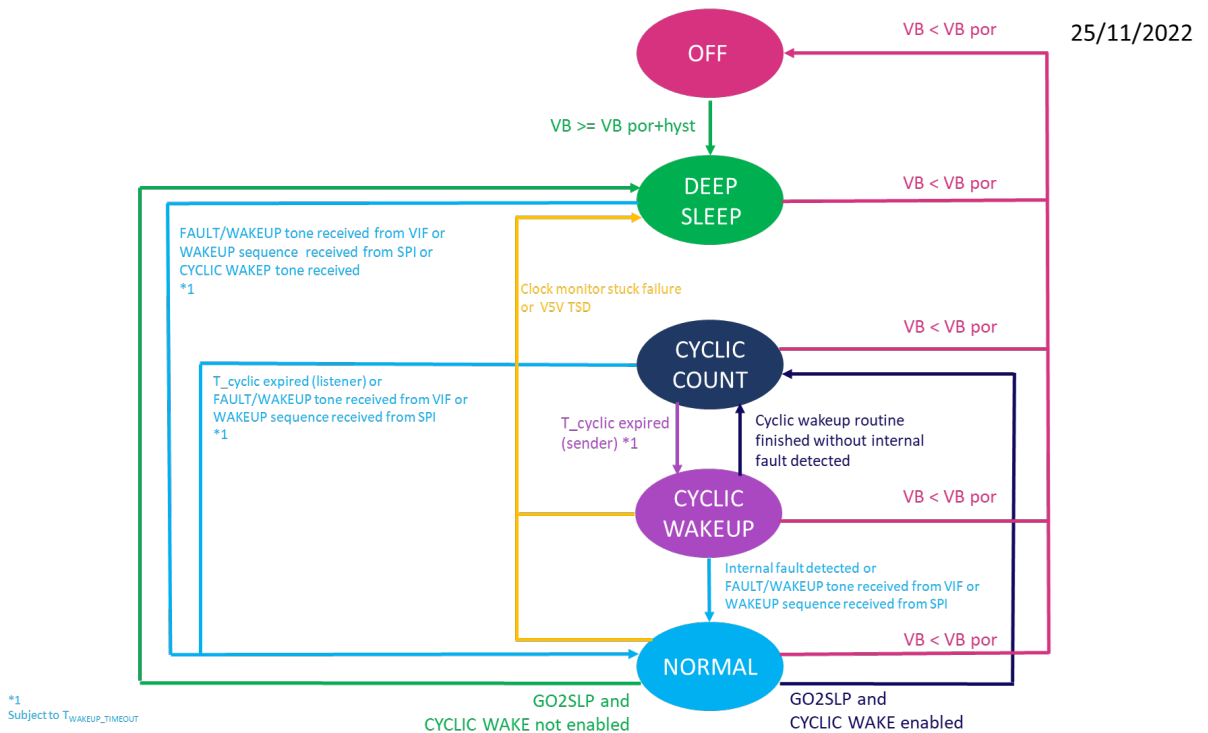 VB < VB por
25/11/2022
OFF
VB >= VB por+hyst
DEEP
SLEEP
VB < VB por
FAULT/WAKEUP tone received from VIF or
WAKEUP sequence received from SPI or
CYCLIC WAKEP tone received
*1
Clock monitor stuck failure
or V5V TSD
VB < VB por
CYCLIC
COUNT
T_cyclic expired (listener) or
FAULT/WAKEUP tone received from VIF or
WAKEUP sequence received from SPI
*1
T_cyclic expired
(sender) *1
Cyclic wakeup routine
finished without internal
fault detected
CYCLIC
WAKEUP
VB < VB por
Internal fault detected or
FAULT/WAKEUP tone received from VIF or
WAKEUP sequence received from SPI
VB < VB por
NORMAL
*1
Subject to TWAKEUP_TIMEOUT
GO2SLP and
CYCLIC WAKE not enabled
GO2SLP and
CYCLIC WAKE enabled